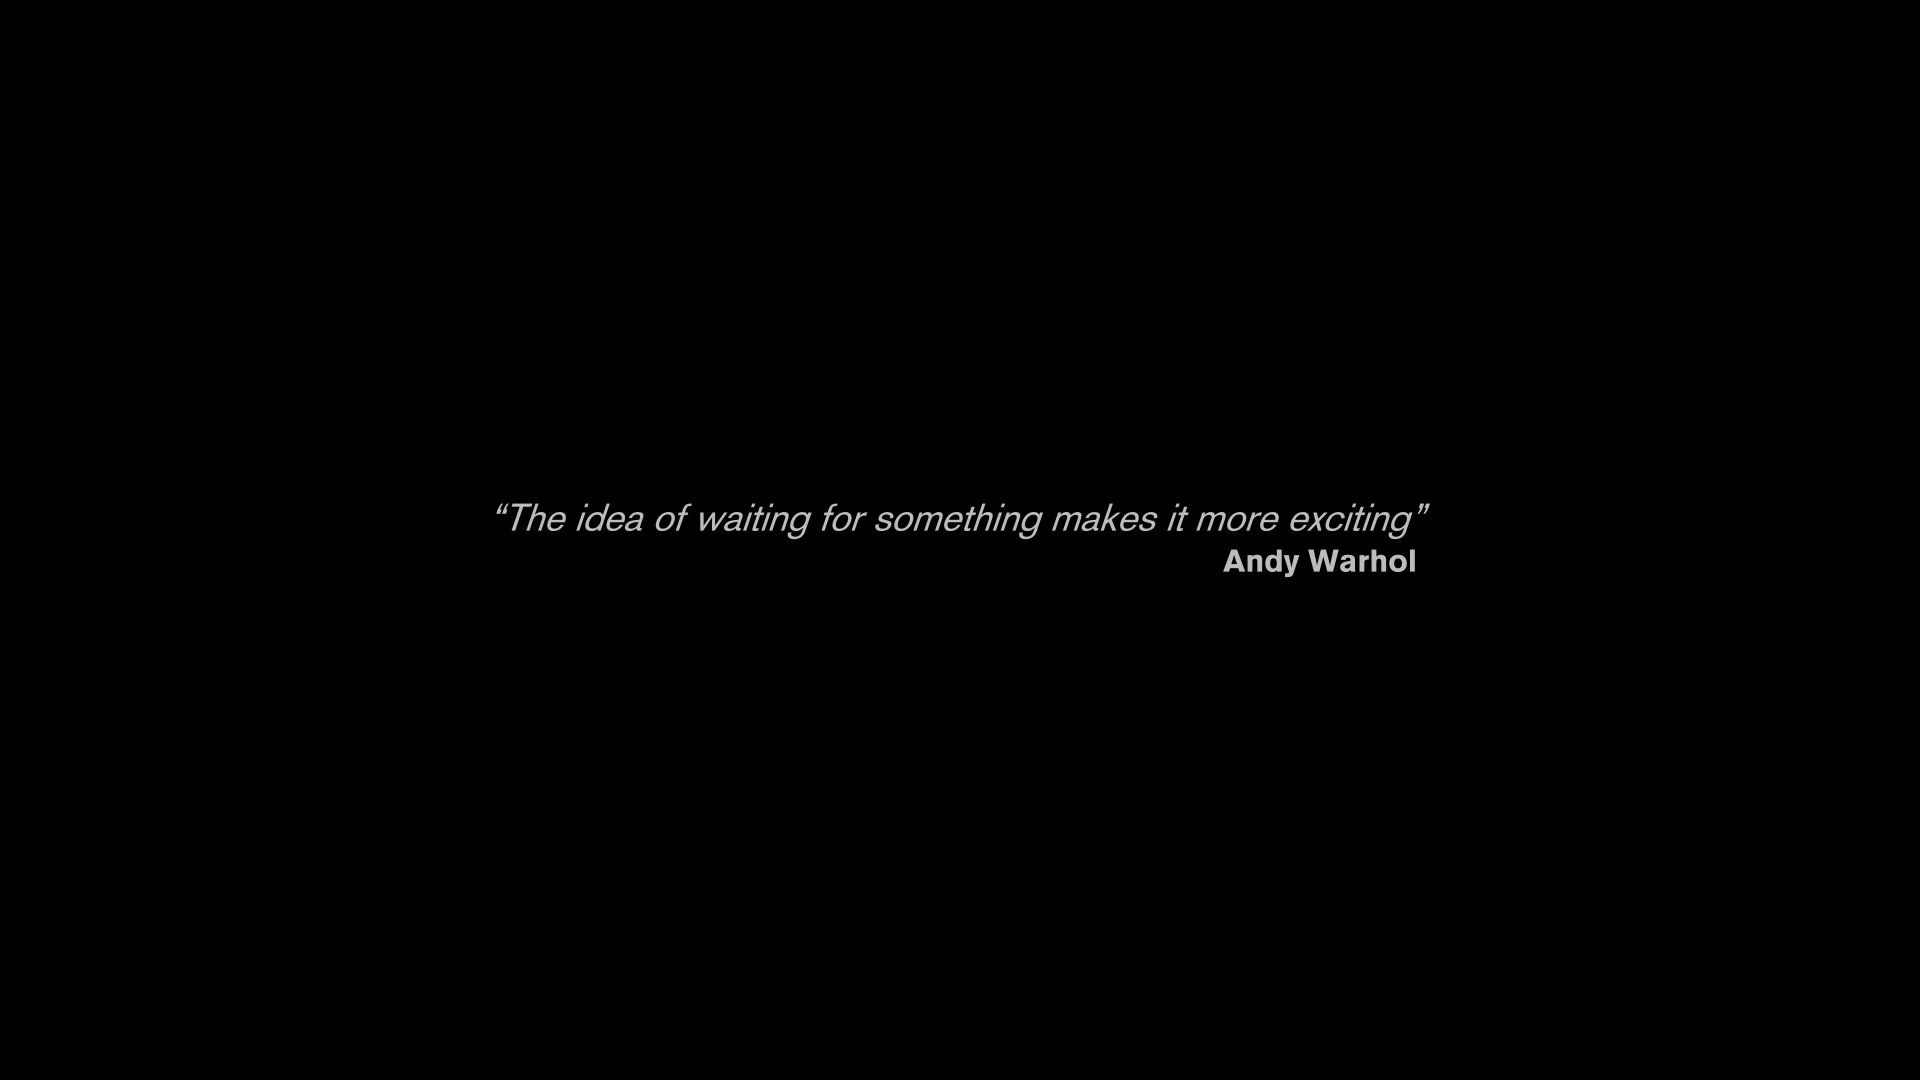 “The idea of waiting for something makes it more exciting”
Andy Warhol